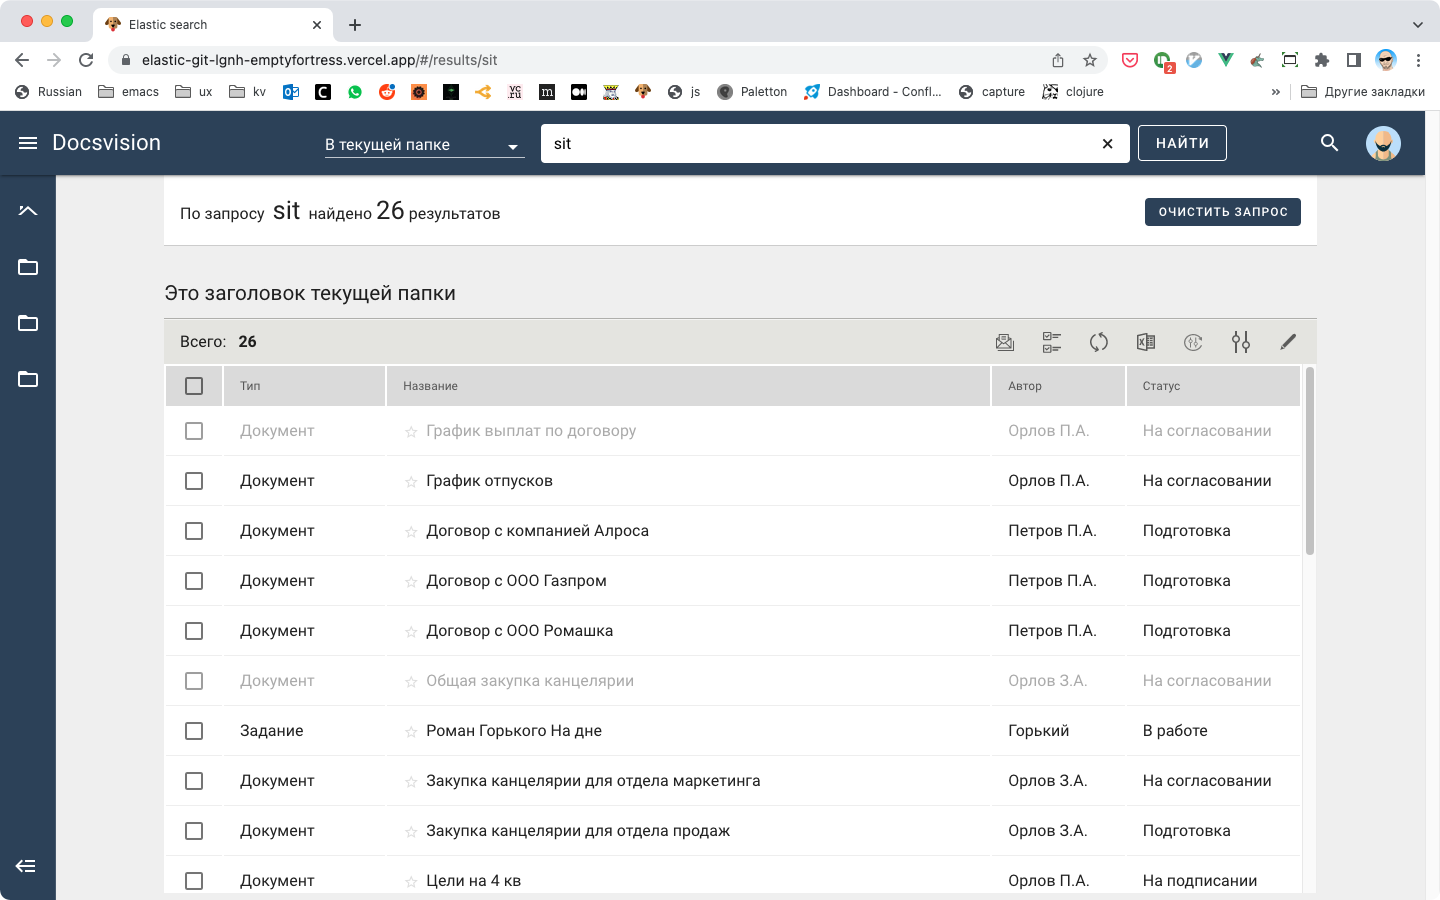 Elastic search
elastic-git-lgnh-emptyfortress.vercel.app/#/results/sit
2
Russian emacs ux kv C vc.ru m js Paletton Dashboard - Confl... capture clojure » Другие закладки
Docsvision В текущей папке sit НАЙТИ
По запросу sit найдено 26 результатов ОЧИСТИТЬ ЗАПРОС
Это заголовок текущей папки
Всего: 26
Тип Название Автор Статус
Документ График выплат по договору Орлов П.А. На согласовании
Документ График отпусков Орлов П.А. На согласовании
Документ Договор с компанией Алроса Петров П.А. Подготовка
Документ Договор с ООО Газпром Петров П.А. Подготовка
Документ Договор с ООО Ромашка Петров П.А. Подготовка
Документ Общая закупка канцелярии Орлов З.А. На согласовании
Задание Роман Горького На дне Горький В работе
Документ Закупка канцелярии для отдела маркетинга Орлов З.А. На согласовании
Документ Закупка канцелярии для отдела продаж Орлов З.А. Подготовка
Документ Цели на 4 кв Орлов П.А. На подписании